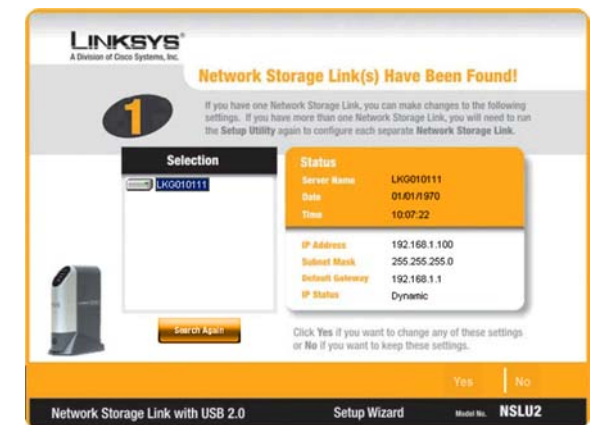 LINKSYS®
A Division of Cisco Systems, Inc.
Network Storage Link(s) Have Been Found!
1
If you have one Network Storage Link, you can make changes to the following
settings. If you have more than one Network Storage Link, you will need to run
the Setup Utility again to configure each separate Network Storage Link.
Selection
LKG010111
Search Again
Status
Server Name LKG010111
Date 01/01/1970
Time 10:07:22
IP Address 192.168.1.100
Subnet Mask 255.255.255.0
Default Gateway 192.168.1.1
IP Status Dynamic
Click Yes if you want to change any of these settings
or No if you want to keep these settings.
Yes No
Network Storage Link with USB 2.0 Setup Wizard Model No. NSLU2